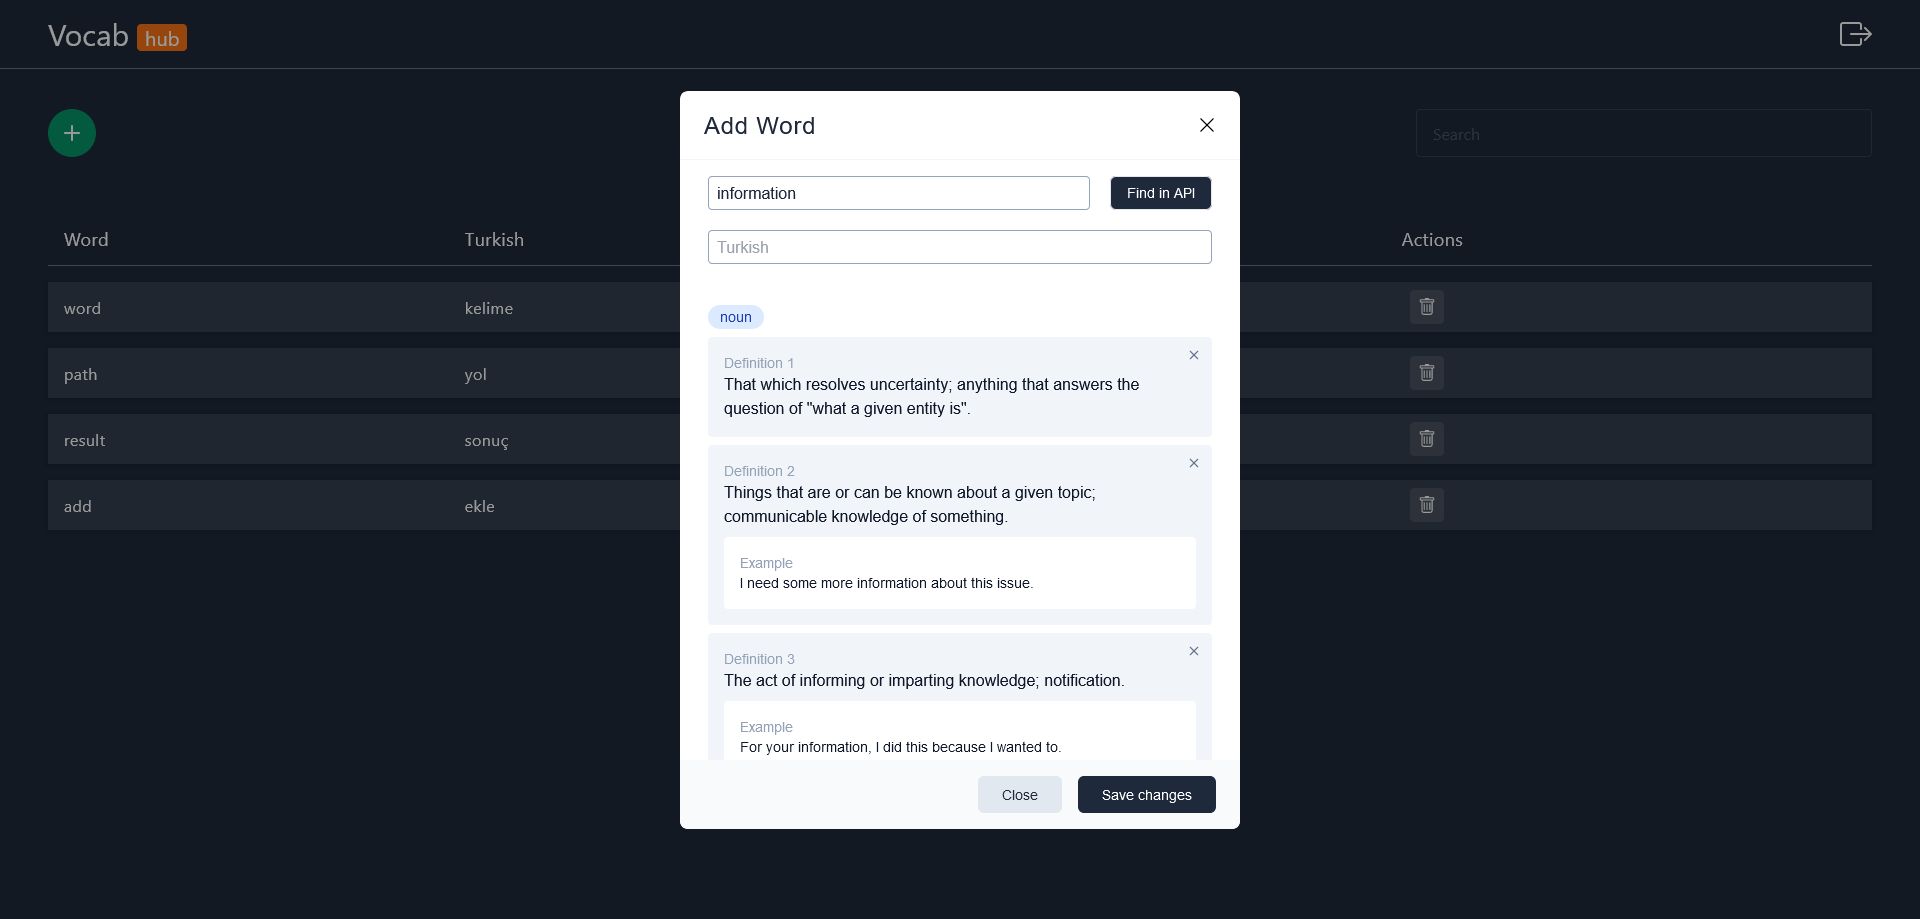 Vocab hub
Search
Word Turkish Actions
word kelime
path yol
result sonuç
add ekle
Add Word
information Find in API
Turkish
noun
Definition 1
That which resolves uncertainty; anything that answers the
question of "what a given entity is".
Definition 2
Things that are or can be known about a given topic;
communicable knowledge of something.
Example
I need some more information about this issue.
Definition 3
The act of informing or imparting knowledge; notification.
Example
For your information, I did this because I wanted to.
Close Save changes